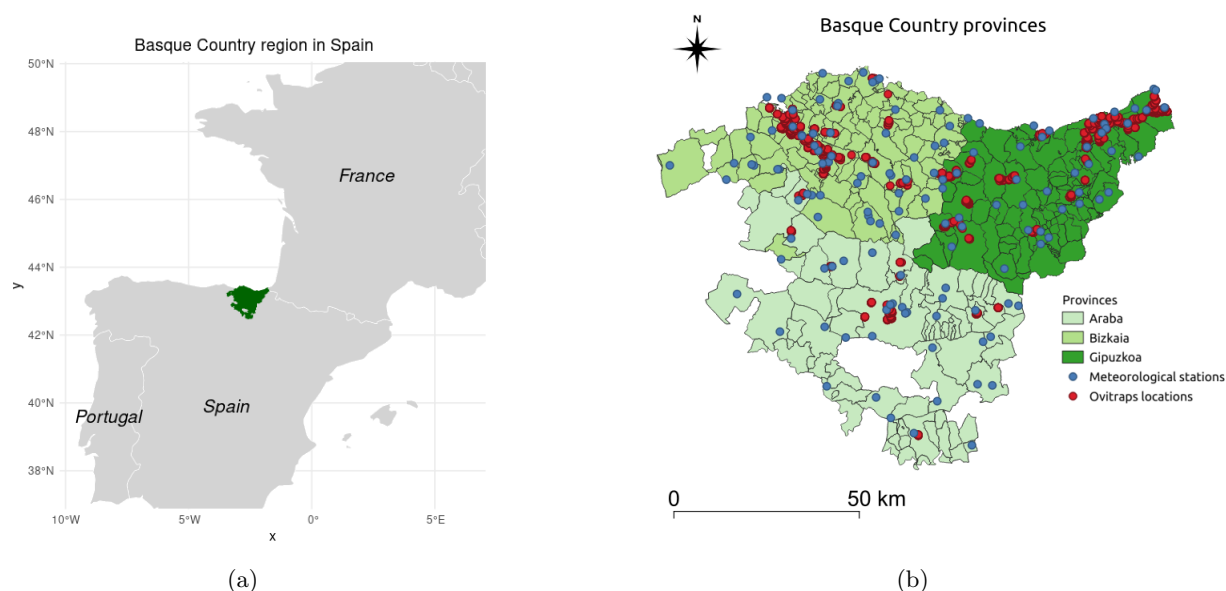 Basque Country region in Spain
50°N
48°N
46°N
44°N
42°N
40°N
38°N
y
France
Spain
Portugal
10°W
5°W
0°
5°E
x
(a)
N
Basque Country provinces
Provinces
Araba
Bizkaia
Gipuzkoa
Meteorological stations
Ovitraps locations
0
50 km
(b)